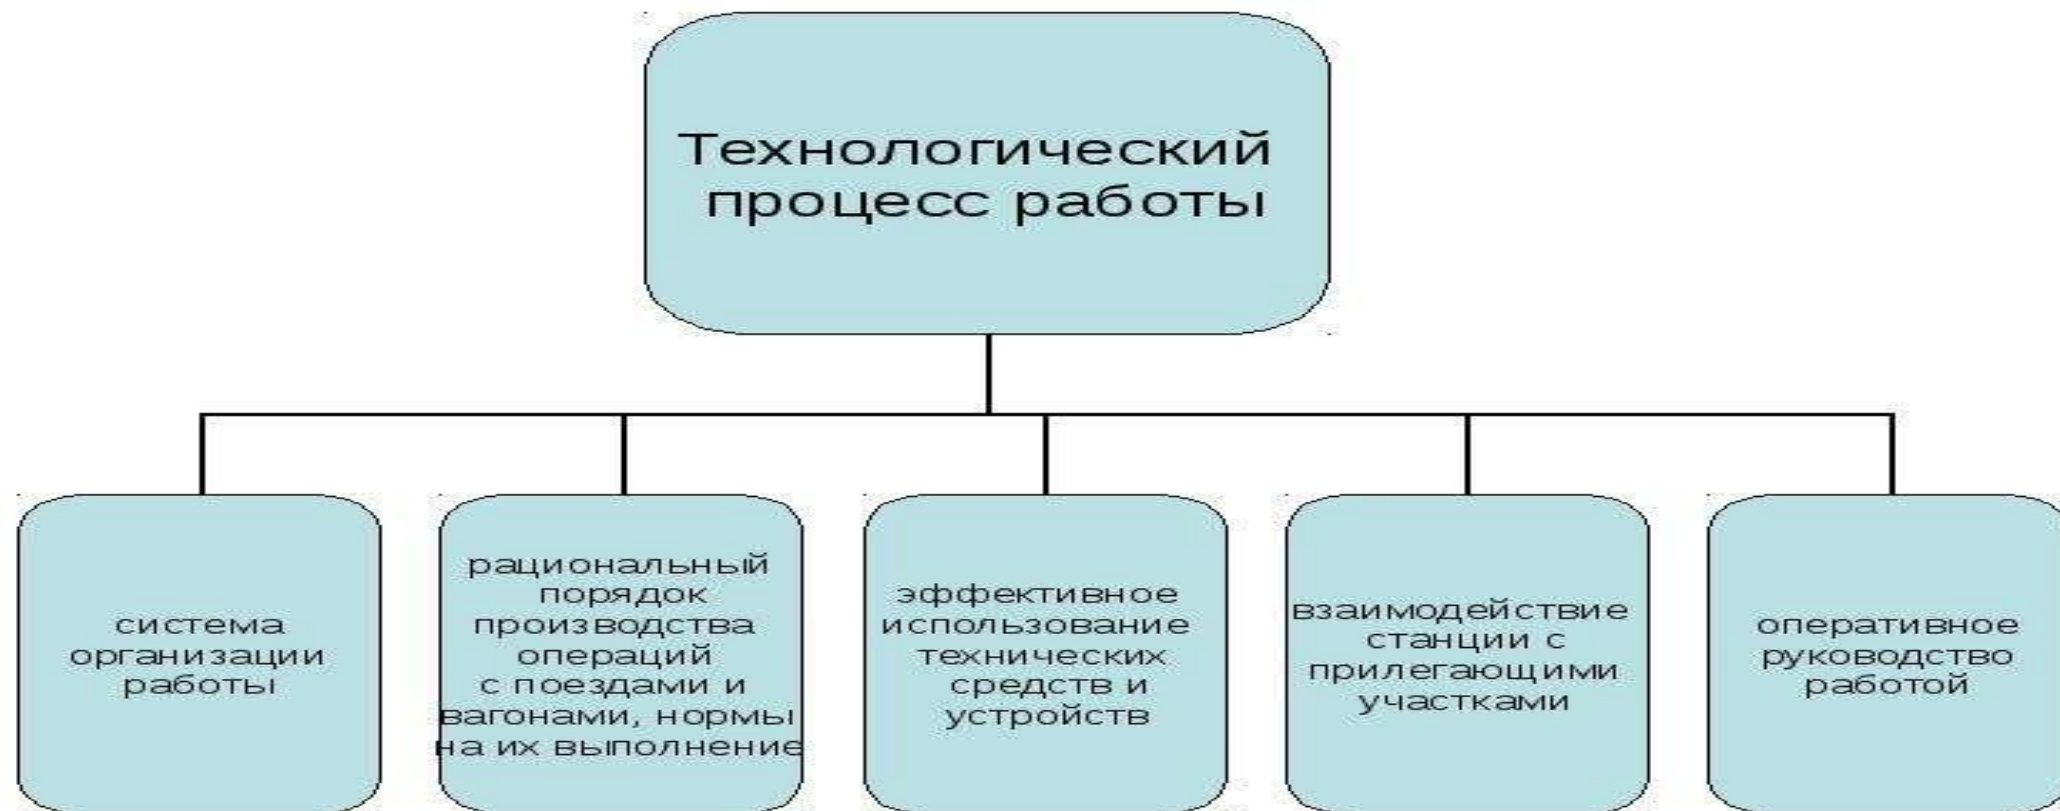 Технологический
процесс работы
система
организации
работы
рациональный
порядок
производства
операций
с поездами и
вагонами, нормы
на их выполнение
эффективное
использование
технических
средств и
устройств
взаимодействие
станции с
прилегающими
участками
оперативное
руководство
работой